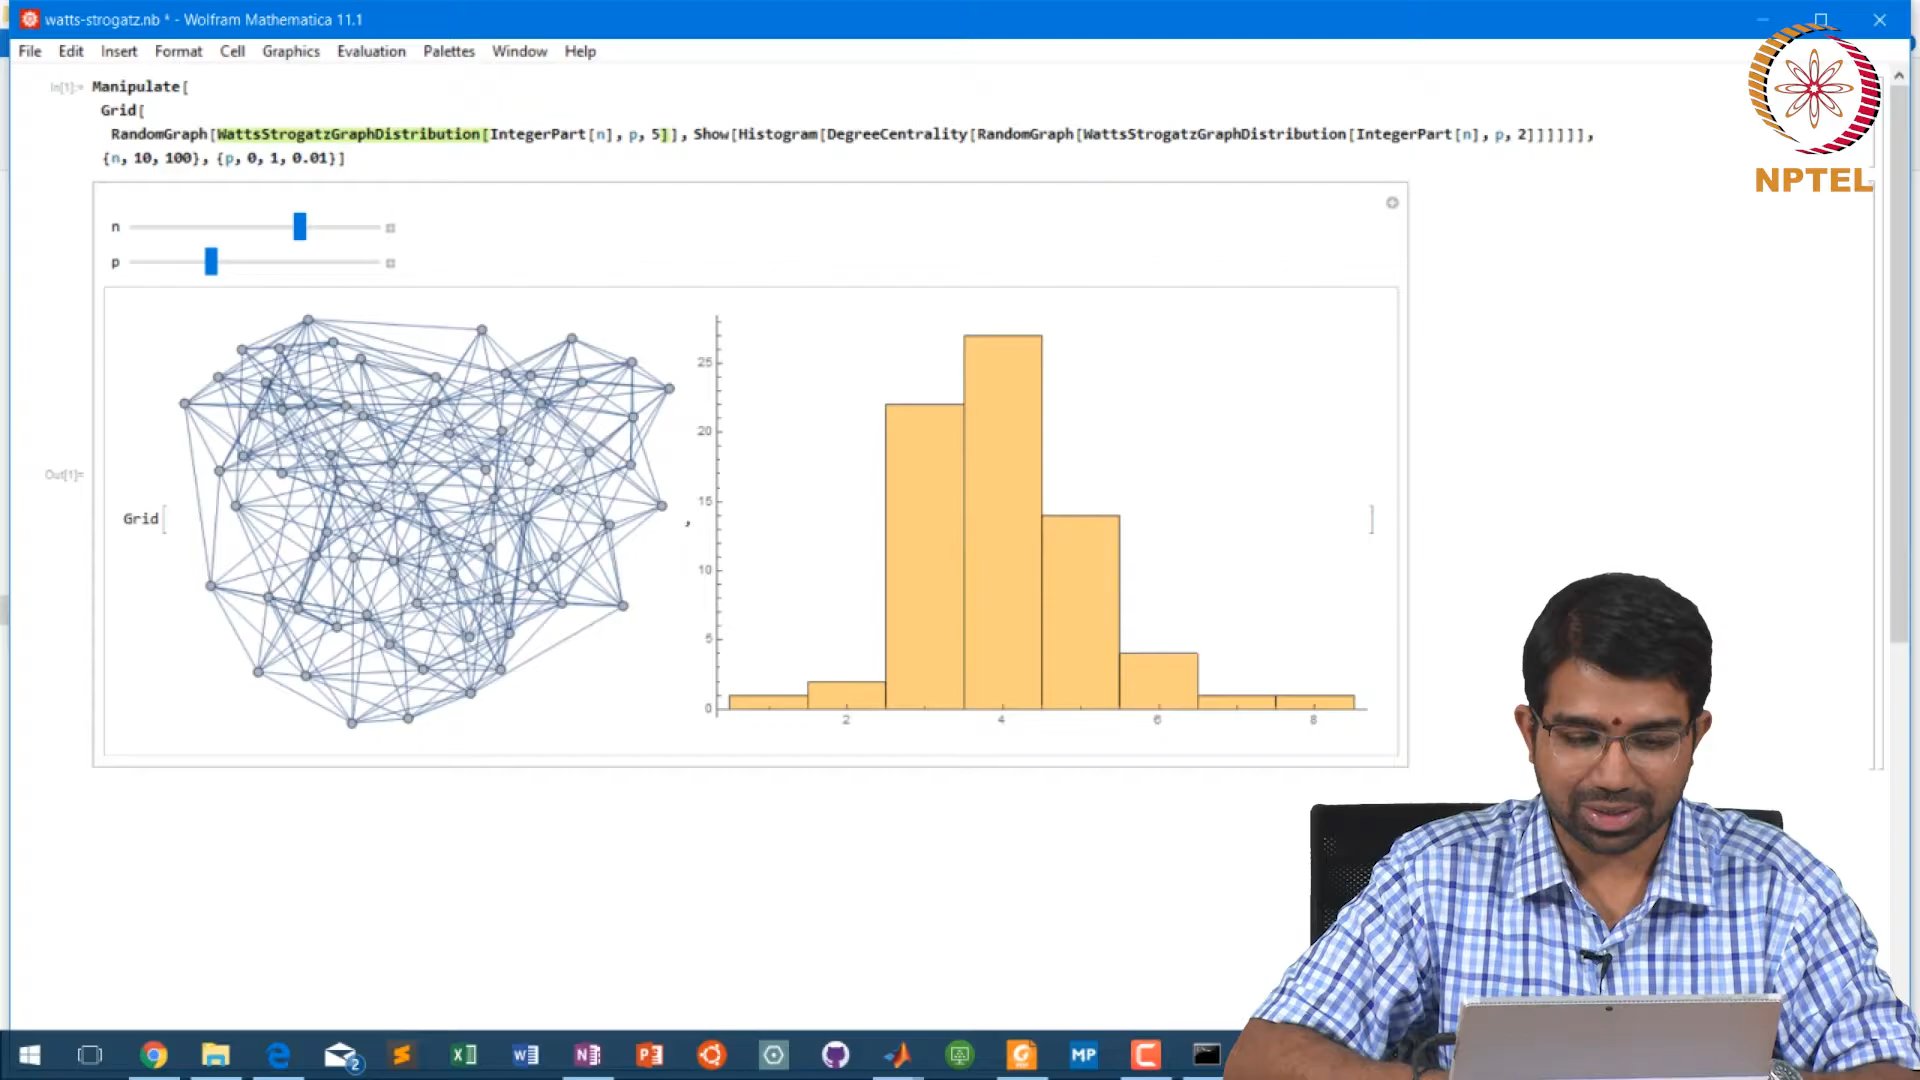 watts-strogatz.nb * - Wolfram Mathematica 11.1
File Edit Insert Format Cell Graphics Evaluation Palettes Window Help
In[1]:= Manipulate[
Grid[
RandomGraph[WattsStrogatzGraphDistribution[IntegerPart[n], p, 5]], Show[Histogram[DegreeCentrality[RandomGraph[WattsStrogatzGraphDistribution[IntegerPart[n], p, 2]]]]]],
{n, 10, 100}, {p, 0, 1, 0.01}]
NPTEL
n
p
25
20
15
10
5
0
2 4 6 8
Out[1]=
Grid[ , ]
2
MP